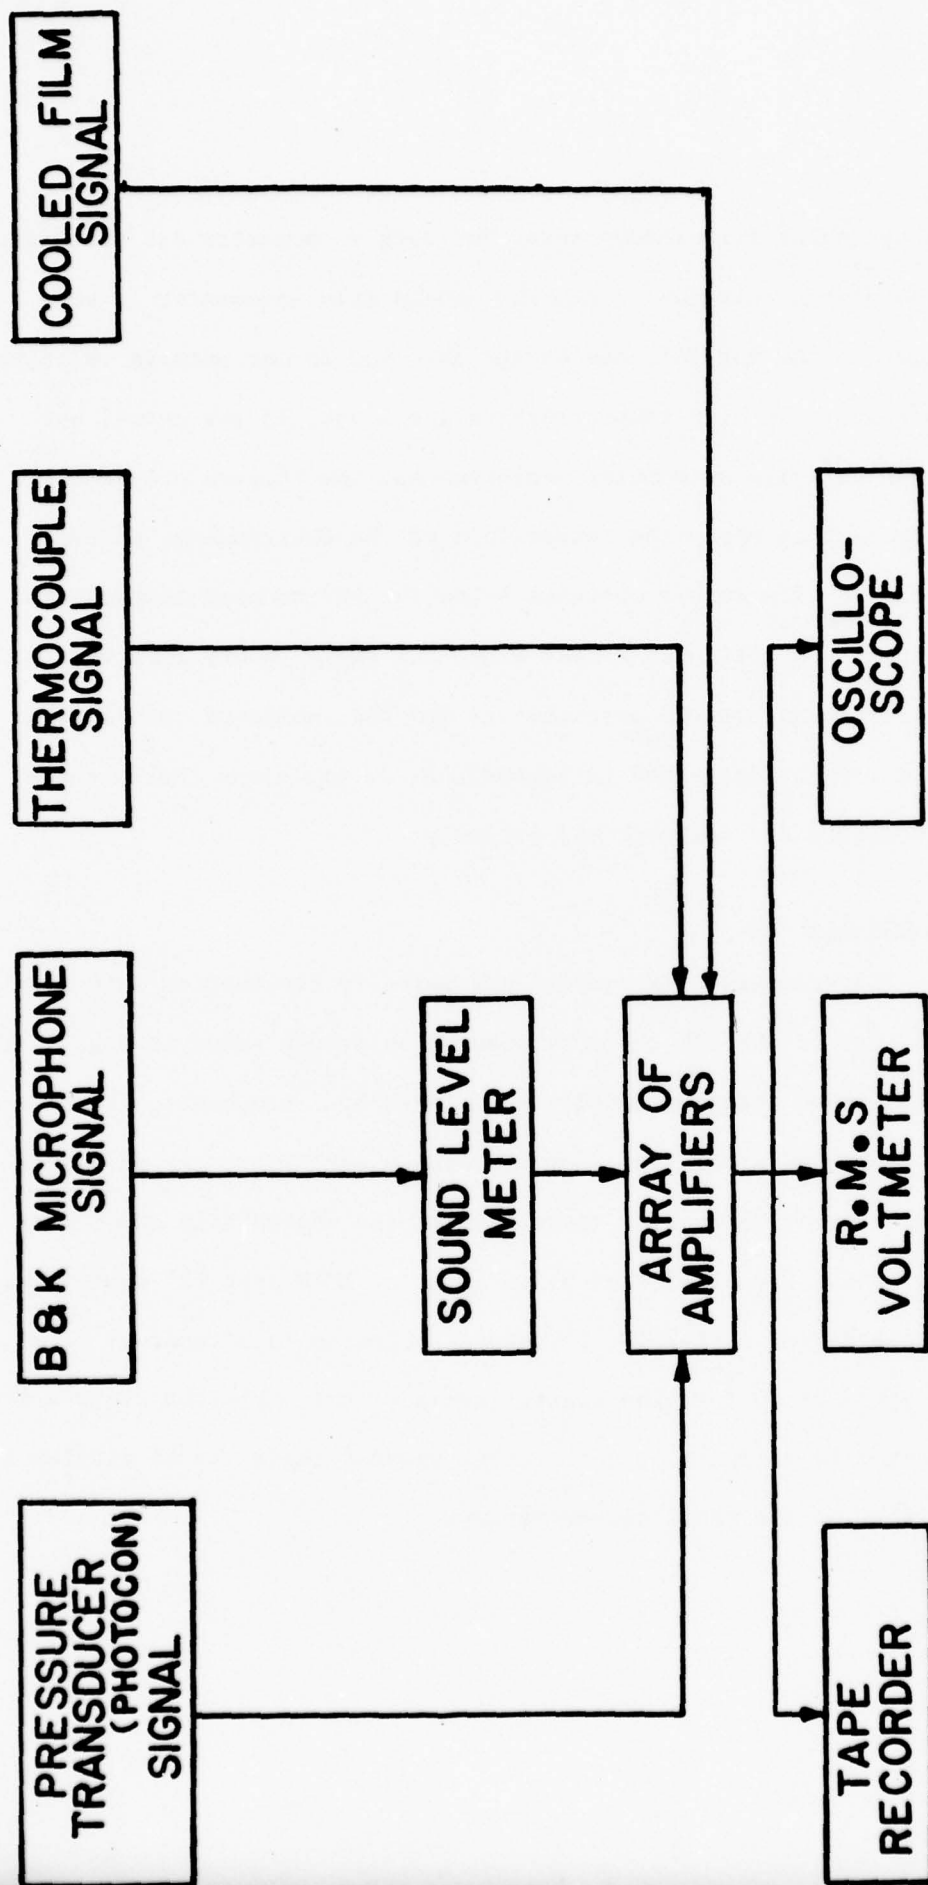 PRESSURE
TRANSDUCER
(PHOTOCON)
SIGNAL
B & K MICROPHONE
SIGNAL
THERMOCOUPLE
SIGNAL
COOLED FILM
SIGNAL
SOUND LEVEL
METER
ARRAY OF
AMPLIFIERS
TAPE
RECORDER
R.M.S
VOLTMETER
OSCILLO-
SCOPE